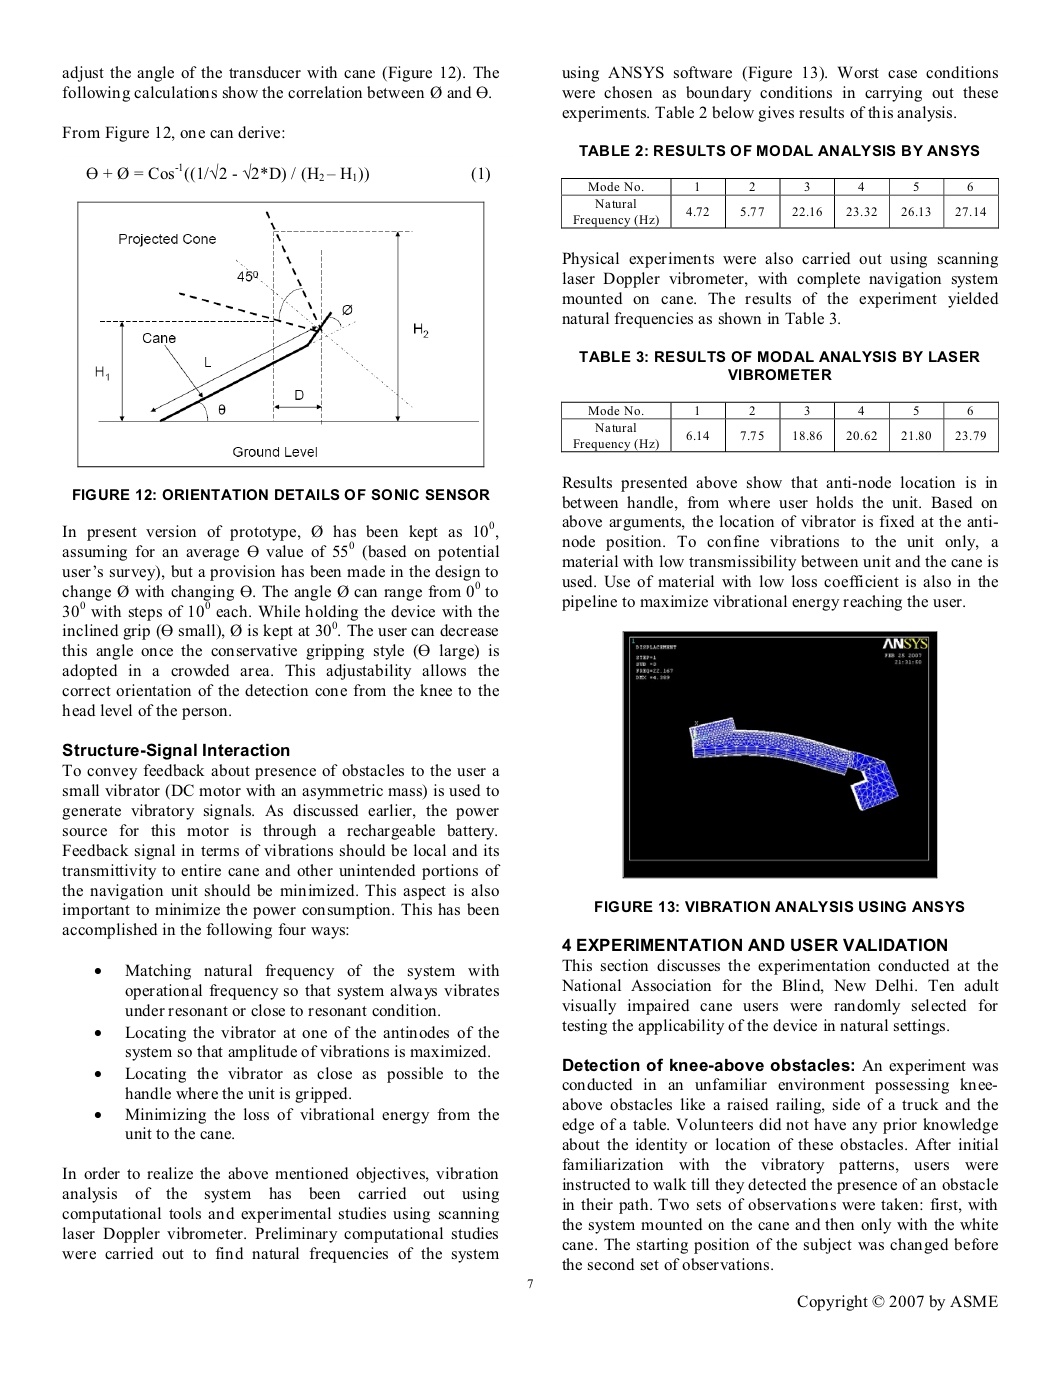 adjust the angle of the transducer with cane (Figure 12). The
following calculations show the correlation between Ø and Ɵ.
From Figure 12, one can derive:
Ɵ + Ø = Cos⁻¹((1/√2 - √2*D) / (H₂ – H₁)) (1)
Projected Cone
45º
Ø
Cane
H₂
L
H₁
D
θ
Ground Level
FIGURE 12: ORIENTATION DETAILS OF SONIC SENSOR
In present version of prototype, Ø has been kept as 10⁰,
assuming for an average Ɵ value of 55⁰ (based on potential
user's survey), but a provision has been made in the design to
change Ø with changing Ɵ. The angle Ø can range from 0⁰ to
30⁰ with steps of 10⁰ each. While holding the device with the
inclined grip (Ɵ small), Ø is kept at 30⁰. The user can decrease
this angle once the conservative gripping style (Ɵ large) is
adopted in a crowded area. This adjustability allows the
correct orientation of the detection cone from the knee to the
head level of the person.
Structure-Signal Interaction
To convey feedback about presence of obstacles to the user a
small vibrator (DC motor with an asymmetric mass) is used to
generate vibratory signals. As discussed earlier, the power
source for this motor is through a rechargeable battery.
Feedback signal in terms of vibrations should be local and its
transmittivity to entire cane and other unintended portions of
the navigation unit should be minimized. This aspect is also
important to minimize the power consumption. This has been
accomplished in the following four ways:
• Matching natural frequency of the system with
operational frequency so that system always vibrates
under resonant or close to resonant condition.
• Locating the vibrator at one of the antinodes of the
system so that amplitude of vibrations is maximized.
• Locating the vibrator as close as possible to the
handle where the unit is gripped.
• Minimizing the loss of vibrational energy from the
unit to the cane.
In order to realize the above mentioned objectives, vibration
analysis of the system has been carried out using
computational tools and experimental studies using scanning
laser Doppler vibrometer. Preliminary computational studies
were carried out to find natural frequencies of the system
using ANSYS software (Figure 13). Worst case conditions
were chosen as boundary conditions in carrying out these
experiments. Table 2 below gives results of this analysis.
TABLE 2: RESULTS OF MODAL ANALYSIS BY ANSYS
Mode No. 1 2 3 4 5 6
Natural
Frequency (Hz) 4.72 5.77 22.16 23.32 26.13 27.14
Physical experiments were also carried out using scanning
laser Doppler vibrometer, with complete navigation system
mounted on cane. The results of the experiment yielded
natural frequencies as shown in Table 3.
TABLE 3: RESULTS OF MODAL ANALYSIS BY LASER
VIBROMETER
Mode No. 1 2 3 4 5 6
Natural
Frequency (Hz) 6.14 7.75 18.86 20.62 21.80 23.79
Results presented above show that anti-node location is in
between handle, from where user holds the unit. Based on
above arguments, the location of vibrator is fixed at the anti-
node position. To confine vibrations to the unit only, a
material with low transmissibility between unit and the cane is
used. Use of material with low loss coefficient is also in the
pipeline to maximize vibrational energy reaching the user.
1
DISPLACEMENT
STEP=1
FREQ=22.167
ANSYS
FEB 26 2007
FIGURE 13: VIBRATION ANALYSIS USING ANSYS
4 EXPERIMENTATION AND USER VALIDATION
This section discusses the experimentation conducted at the
National Association for the Blind, New Delhi. Ten adult
visually impaired cane users were randomly selected for
testing the applicability of the device in natural settings.
Detection of knee-above obstacles: An experiment was
conducted in an unfamiliar environment possessing knee-
above obstacles like a raised railing, side of a truck and the
edge of a table. Volunteers did not have any prior knowledge
about the identity or location of these obstacles. After initial
familiarization with the vibratory patterns, users were
instructed to walk till they detected the presence of an obstacle
in their path. Two sets of observations were taken: first, with
the system mounted on the cane and then only with the white
cane. The starting position of the subject was changed before
the second set of observations.
7
Copyright © 2007 by ASME